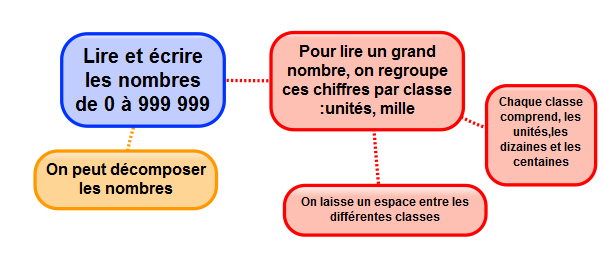 Lire et écrire
les nombres
de 0 à 999 999
Pour lire un grand
nombre, on regroupe
ces chiffres par classe
:unités, mille
Chaque classe
comprend, les
unités,les
dizaines et les
centaines
On peut décomposer
les nombres
On laisse un espace entre les
différentes classes